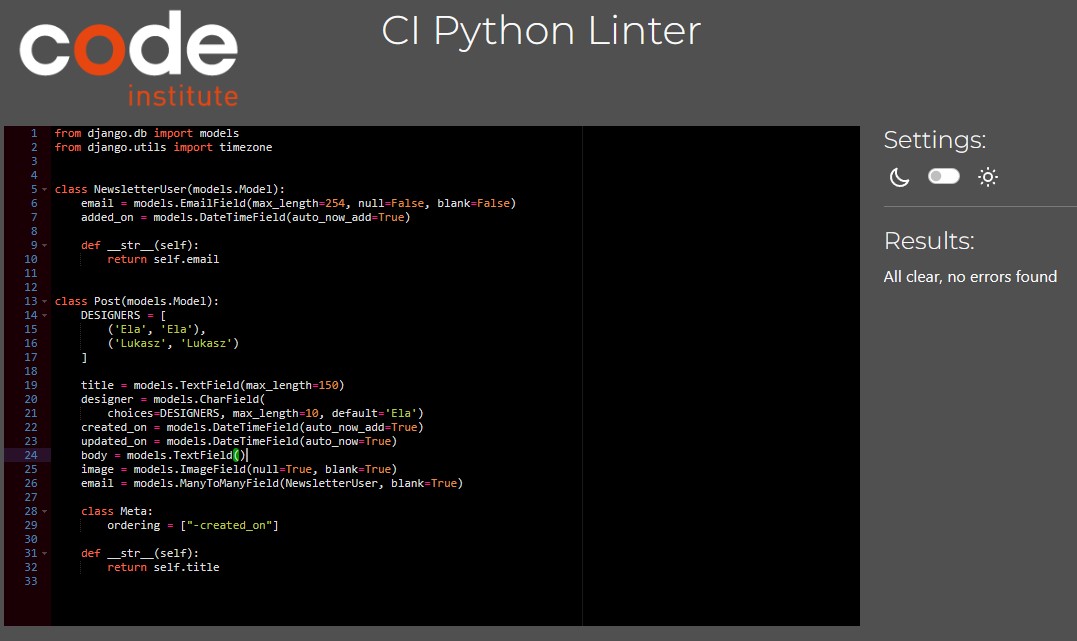 code
institute
CI Python Linter
1 from django.db import models
2 from django.utils import timezone
3
4
5 class NewsletterUser(models.Model):
6     email = models.EmailField(max_length=254, null=False, blank=False)
7     added_on = models.DateTimeField(auto_now_add=True)
8
9     def __str__(self):
10         return self.email
11
12
13 class Post(models.Model):
14     DESIGNERS = [
15         ('Ela', 'Ela'),
16         ('Lukasz', 'Lukasz')
17     ]
18
19     title = models.TextField(max_length=150)
20     designer = models.CharField(
21         choices=DESIGNERS, max_length=10, default='Ela')
22     created_on = models.DateTimeField(auto_now_add=True)
23     updated_on = models.DateTimeField(auto_now=True)
24     body = models.TextField()
25     image = models.ImageField(null=True, blank=True)
26     email = models.ManyToManyField(NewsletterUser, blank=True)
27
28     class Meta:
29         ordering = ["-created_on"]
30
31     def __str__(self):
32         return self.title
33
Settings:
Results:
All clear, no errors found